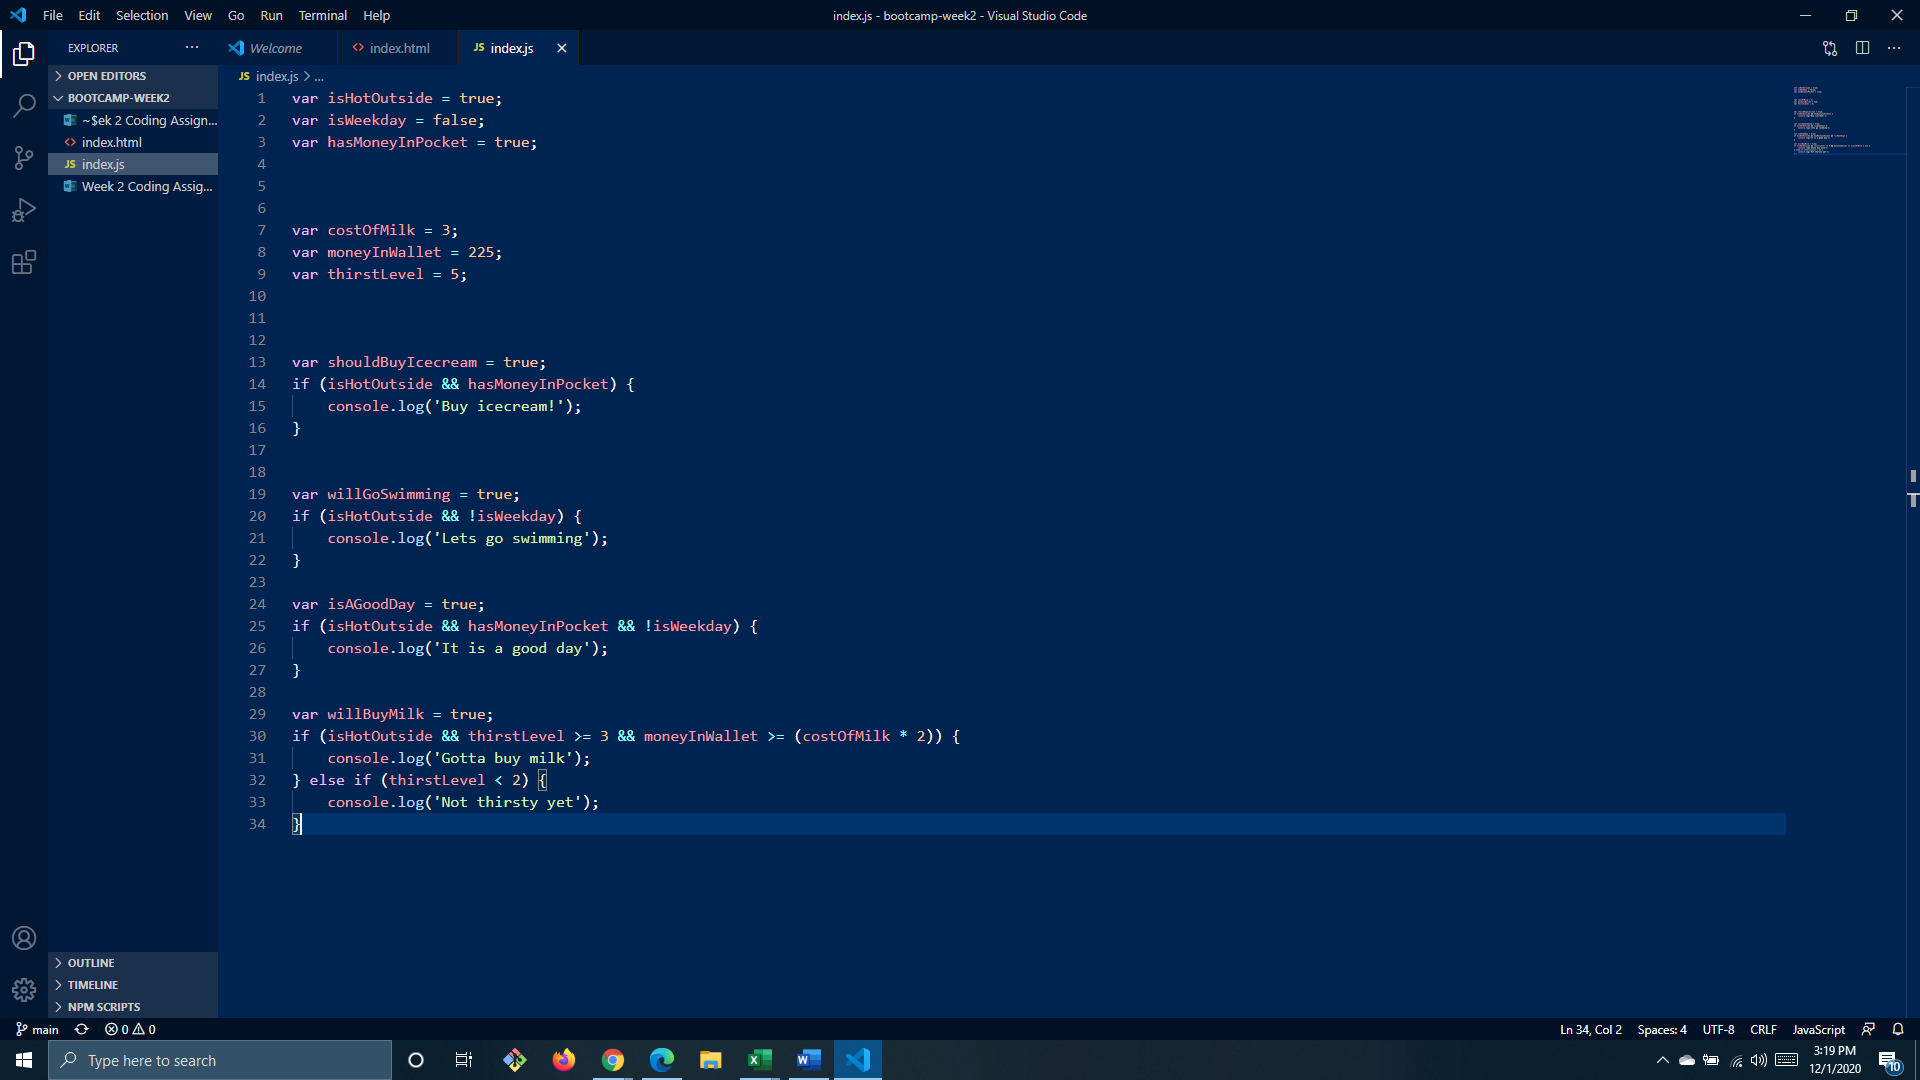 File Edit Selection View Go Run Terminal Help
index.js - bootcamp-week2 - Visual Studio Code
EXPLORER ···
Welcome
<> index.html
JS index.js
OPEN EDITORS
BOOTCAMP-WEEK2
~$ek 2 Coding Assign...
<> index.html
JS index.js
Week 2 Coding Assig...
JS index.js > ...
1 var isHotOutside = true;
2 var isWeekday = false;
3 var hasMoneyInPocket = true;
4
5
6
7 var costOfMilk = 3;
8 var moneyInWallet = 225;
9 var thirstLevel = 5;
10
11
12
13 var shouldBuyIcecream = true;
14 if (isHotOutside && hasMoneyInPocket) {
15 console.log('Buy icecream!');
16 }
17
18
19 var willGoSwimming = true;
20 if (isHotOutside && !isWeekday) {
21 console.log('Lets go swimming');
22 }
23
24 var isAGoodDay = true;
25 if (isHotOutside && hasMoneyInPocket && !isWeekday) {
26 console.log('It is a good day');
27 }
28
29 var willBuyMilk = true;
30 if (isHotOutside && thirstLevel >= 3 && moneyInWallet >= (costOfMilk * 2)) {
31 console.log('Gotta buy milk');
32 } else if (thirstLevel < 2) {
33 console.log('Not thirsty yet');
34 }
OUTLINE
TIMELINE
NPM SCRIPTS
main 0 0
Ln 34, Col 2 Spaces: 4 UTF-8 CRLF JavaScript
Type here to search
3:19 PM
12/1/2020
10